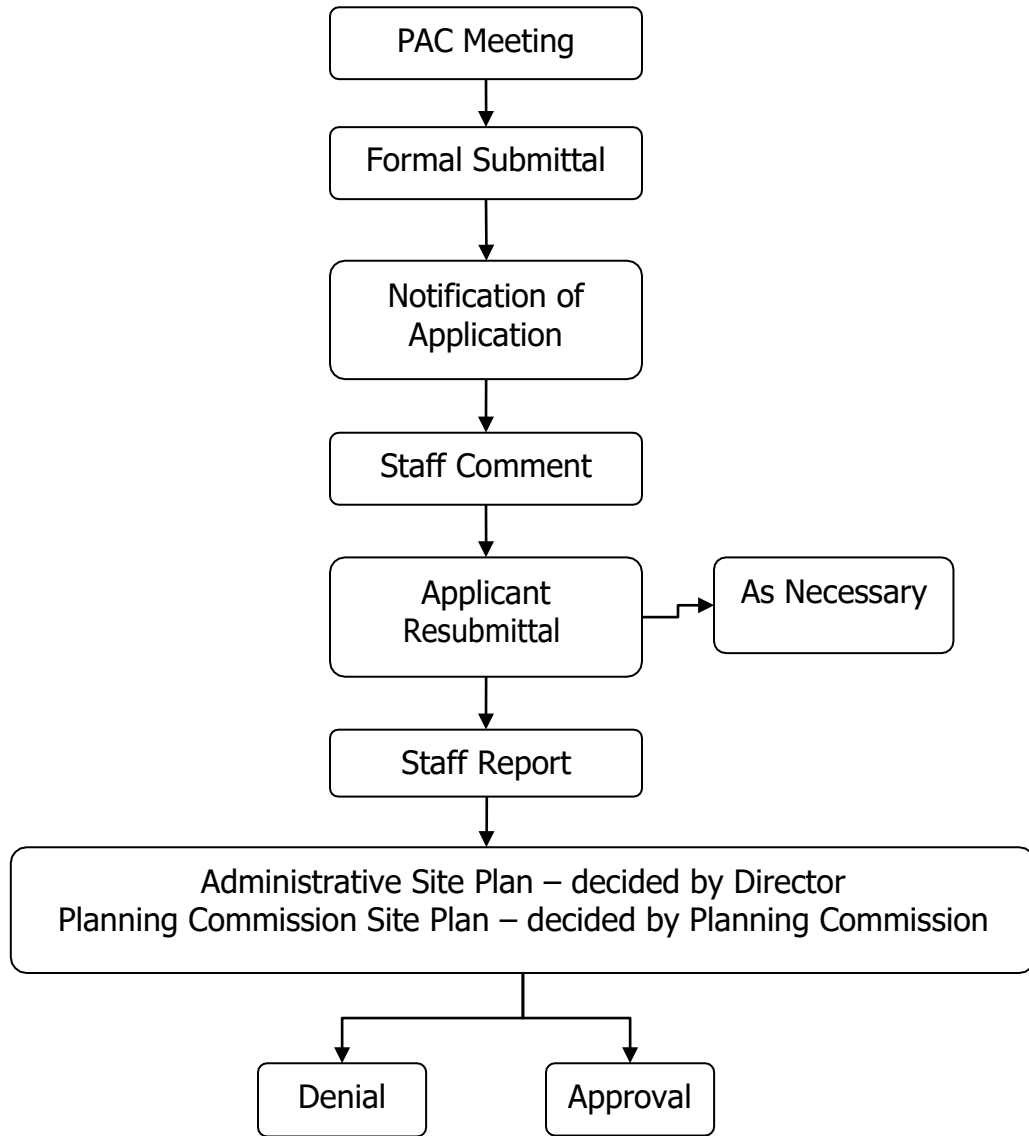 PAC Meeting
Formal Submittal
Notification of
Application
Staff Comment
Applicant
Resubmittal
As Necessary
Staff Report
Administrative Site Plan – decided by Director
Planning Commission Site Plan – decided by Planning Commission
Denial
Approval